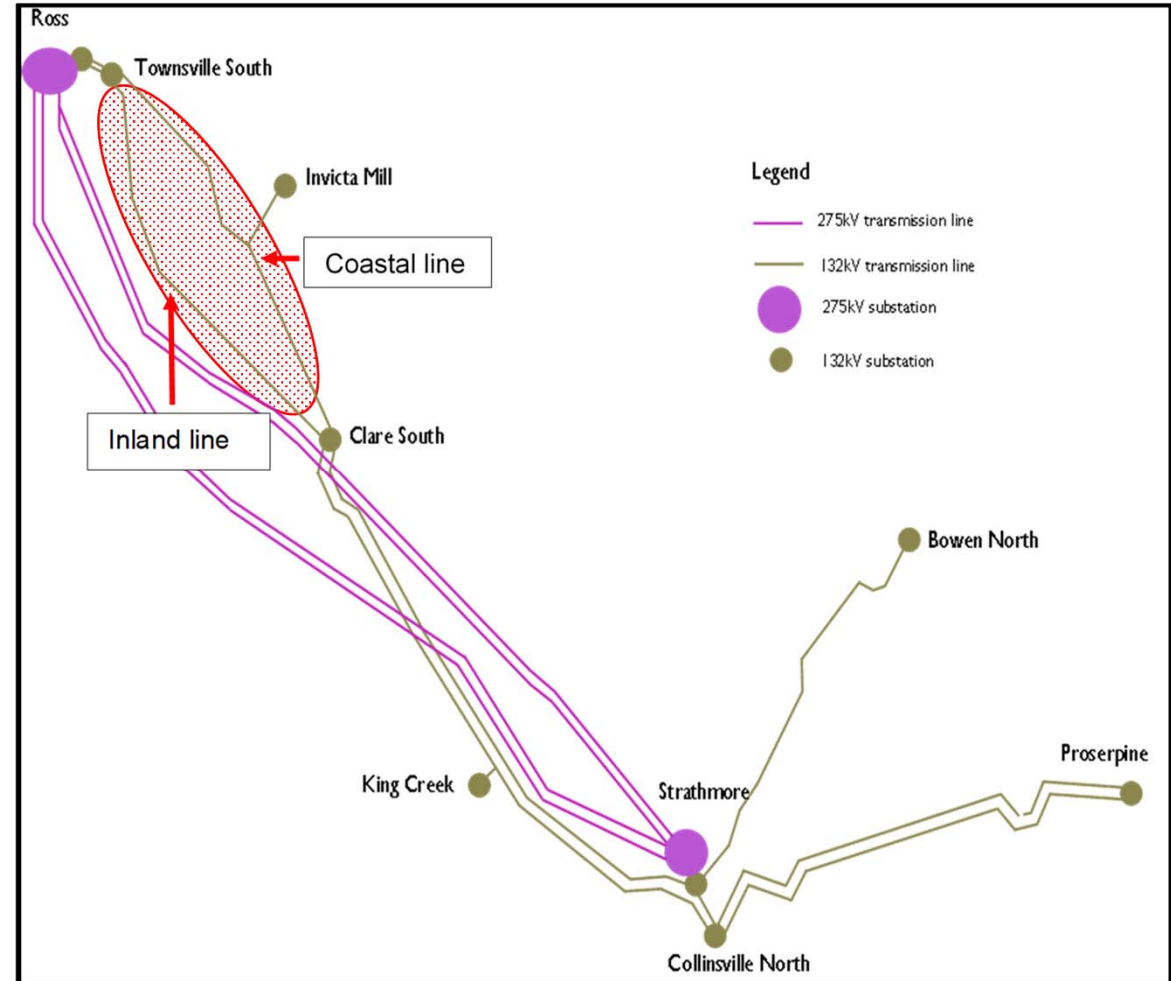 Ross
Townsville South
Invicta Mill
Legend
275kV transmission line
Coastal line
132kV transmission line
275kV substation
132kV substation
Inland line
Clare South
Bowen North
Proserpine
King Creek
Strathmore
Collinsville North